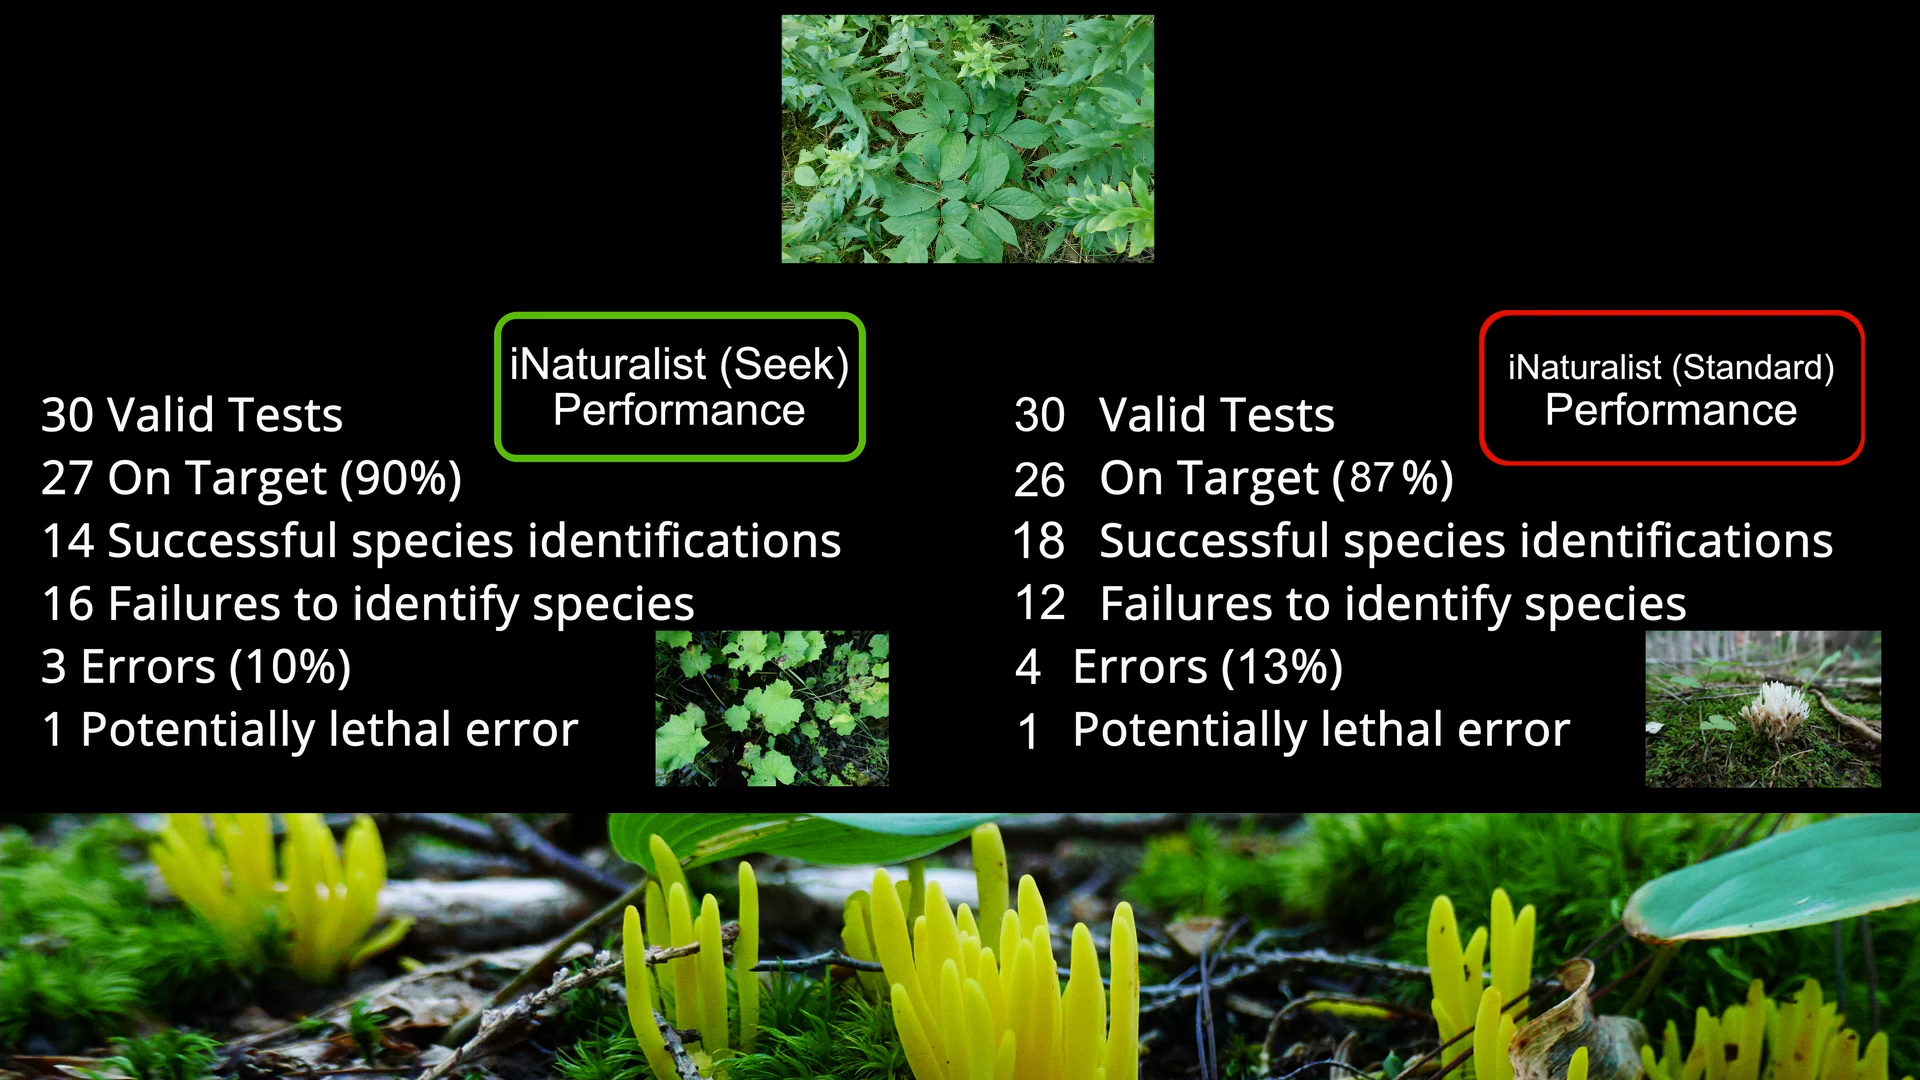 iNaturalist (Seek)
Performance
30 Valid Tests
27 On Target (90%)
14 Successful species identifications
16 Failures to identify species
3 Errors (10%)
1 Potentially lethal error
iNaturalist (Standard)
Performance
30 Valid Tests
26 On Target (87%)
18 Successful species identifications
12 Failures to identify species
4 Errors (13%)
1 Potentially lethal error